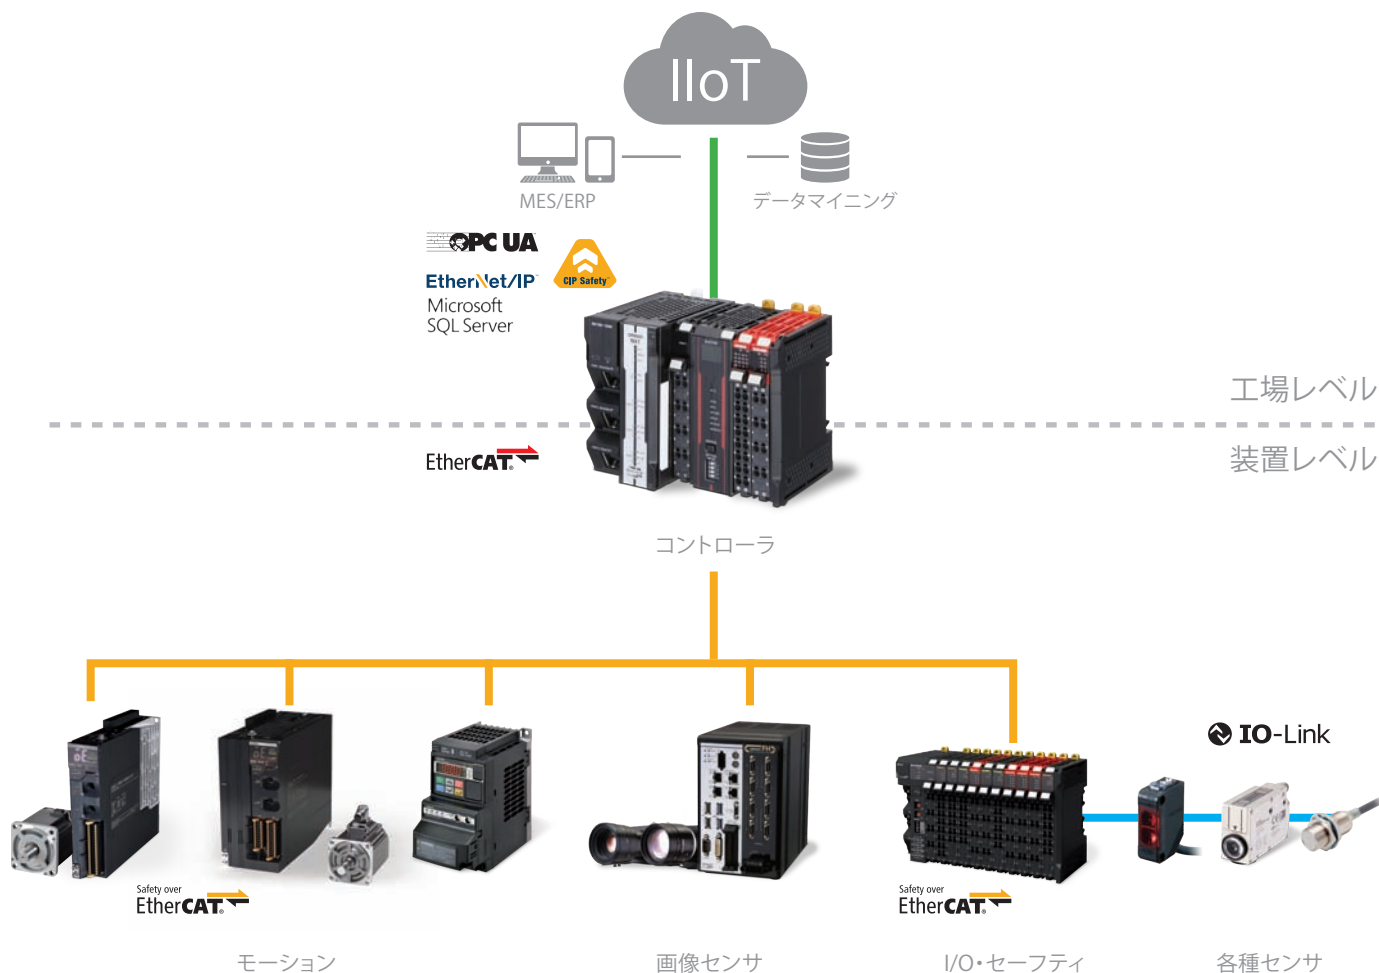 IIoT
MES/ERP
データマイニング
OPC UA
EtherNet/IP
CIP Safety
Microsoft
SQL Server
工場レベル
EtherCAT®
装置レベル
コントローラ
IO-Link
Safety over
EtherCAT®
Safety over
EtherCAT®
モーション
画像センサ
I/O・セーフティ
各種センサ